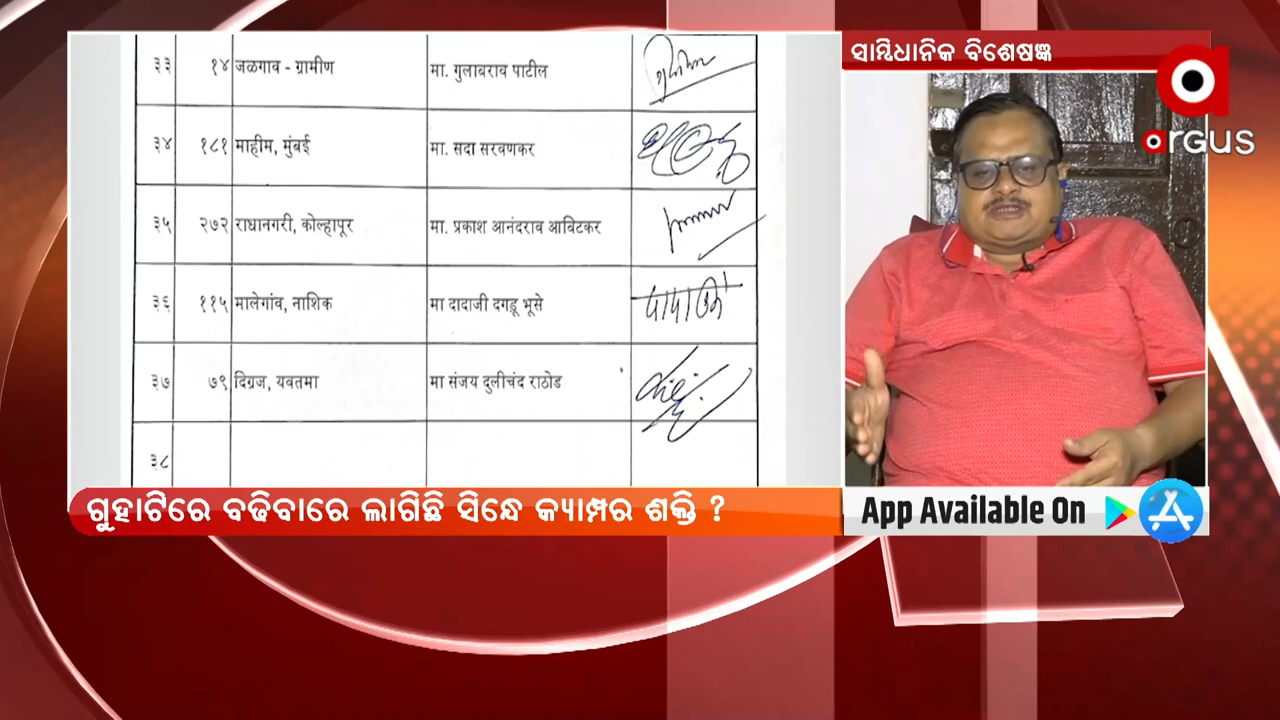 ସାମ୍ବିଧାନିକ ବିଶେଷଜ୍ଞ
argus
३३ १४ जळगाव - ग्रामीण मा. गुलाबराव पाटील
३४ १८१ माहीम, मुंबई मा. सदा सरवणकर
३५ २७२ राधानगरी, कोल्हापूर मा. प्रकाश आनंदराव आबिटकर
३६ ११५ मालेगांव, नाशिक मा दादाजी दगडू भूसे
३७ ७९ दिग्रज, यवतमा मा संजय दुलीचंद राठोड
३८
ଗୁହାଟିରେ ବଢିବାରେ ଲାଗିଛି ସିନ୍ଧେ କ୍ୟାମ୍ପର ଶକ୍ତି ?
App Available On